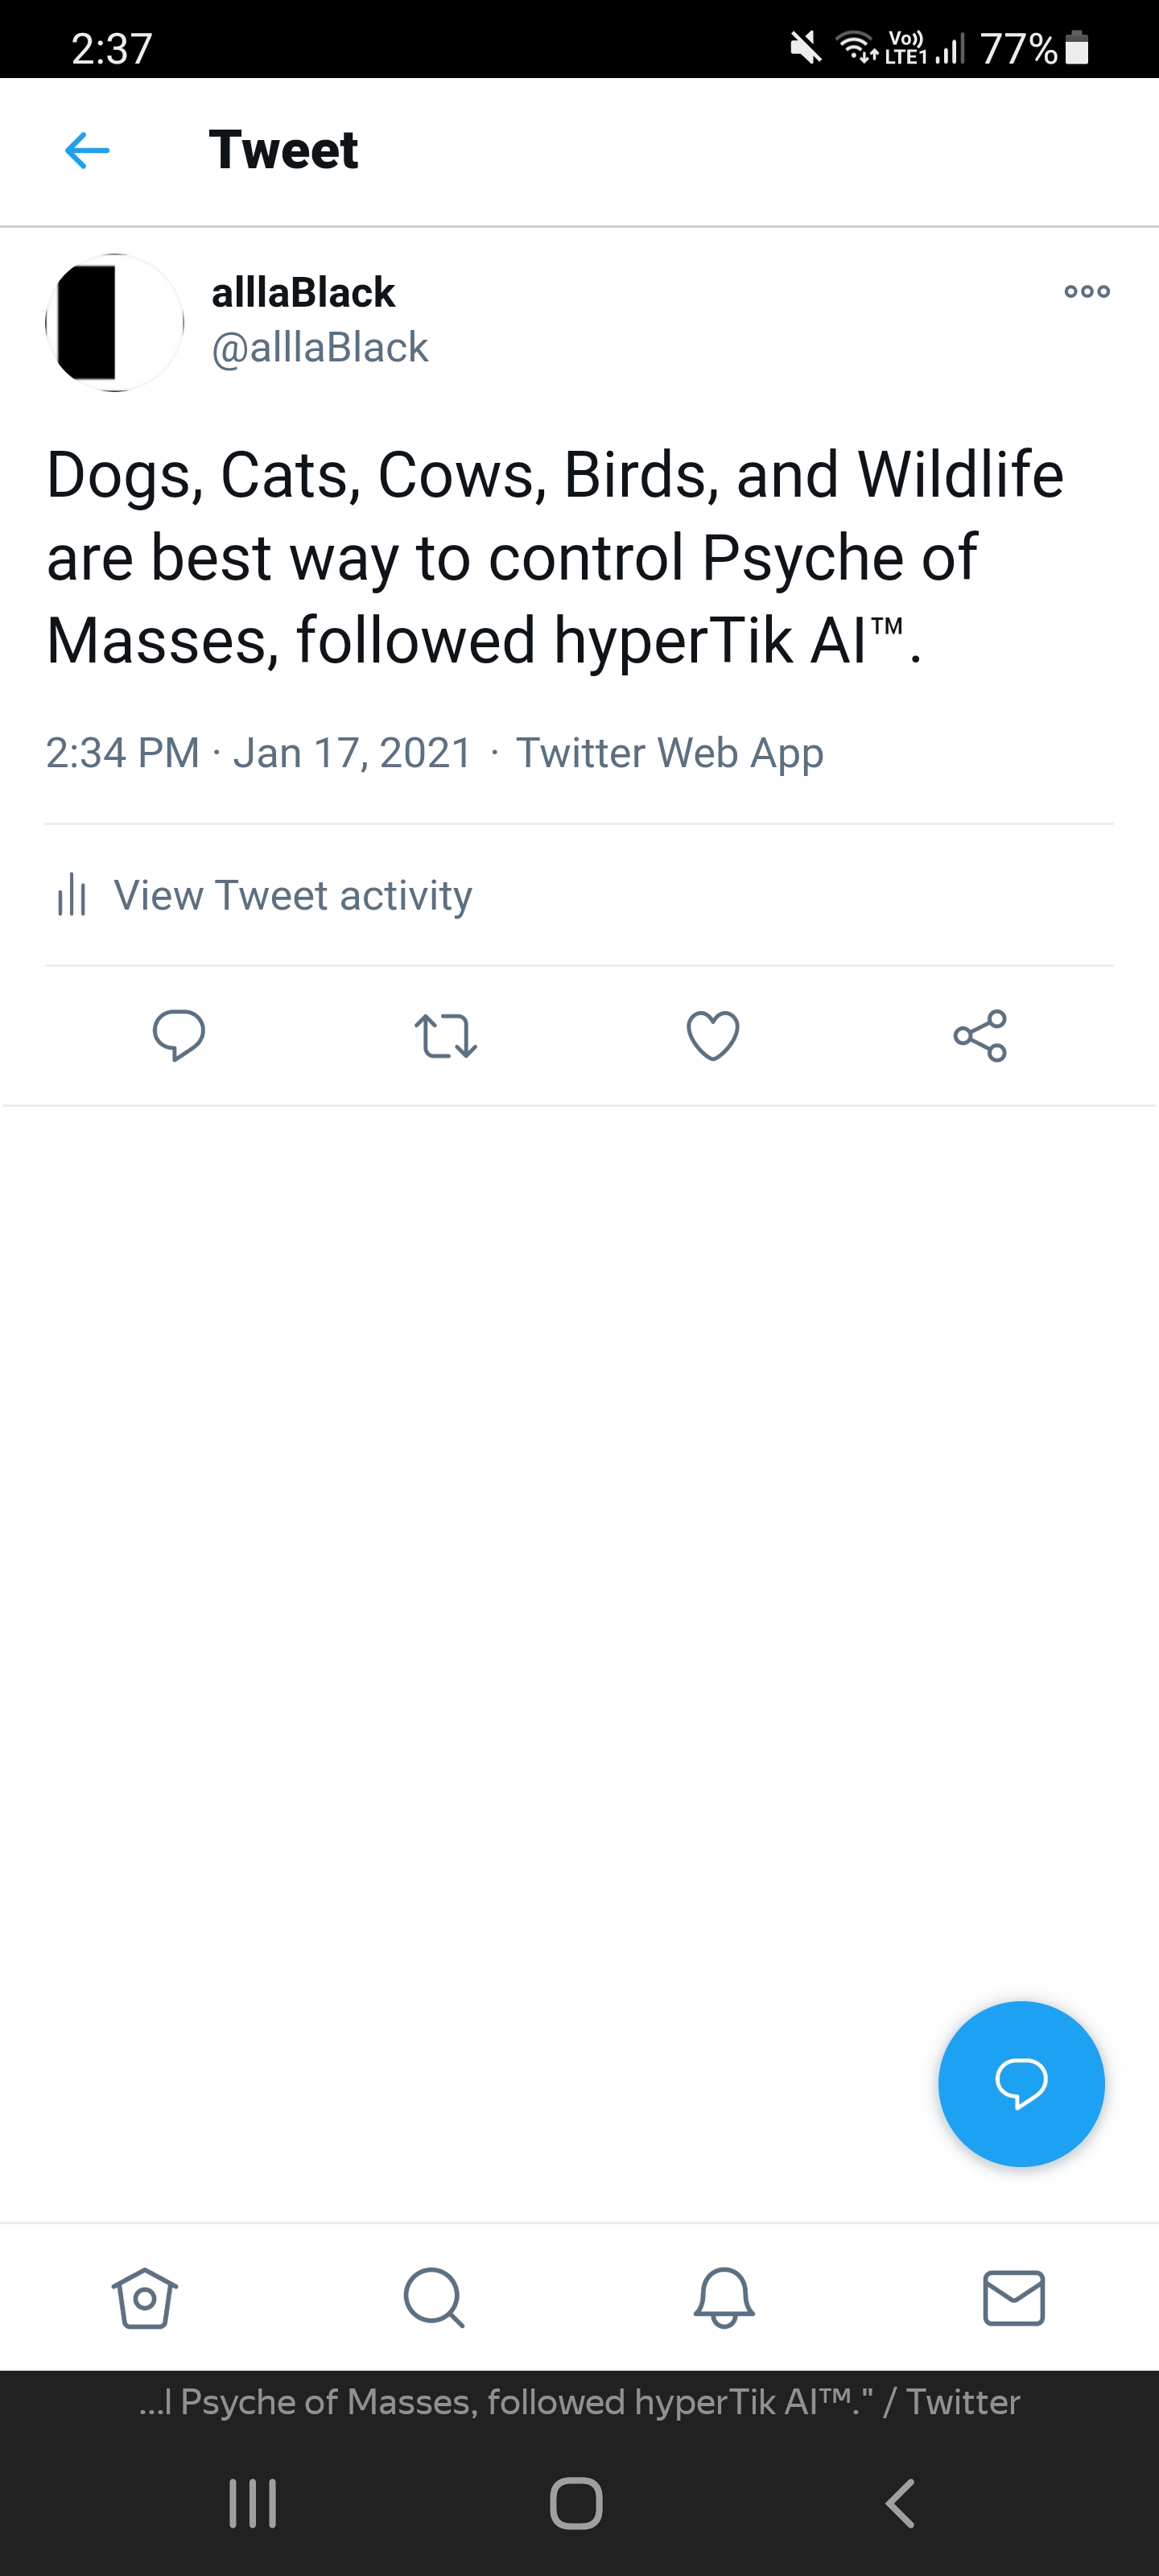 2:37
Vo)) LTE1 77%
Tweet
alllaBlack
@alllaBlack
Dogs, Cats, Cows, Birds, and Wildlife
are best way to control Psyche of
Masses, followed hyperTik AI™.
2:34 PM · Jan 17, 2021 · Twitter Web App
View Tweet activity
...l Psyche of Masses, followed hyperTik AI™." / Twitter